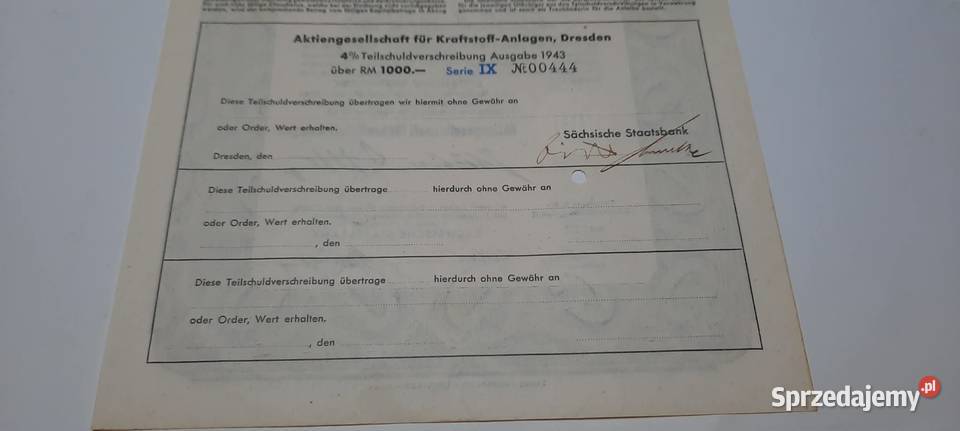 Aktiengesellschaft für Kraftstoff-Anlagen, Dresden
4% Teilschuldverschreibung Ausgabe 1943
über RM 1000.— Serie IX №00444
Diese Teilschuldverschreibung übertragen wir hiermit ohne Gewähr an
oder Order, Wert erhalten.
Sächsische Staatsbank
Dresden, den
Diese Teilschuldverschreibung übertrage hierdurch ohne Gewähr an
oder Order, Wert erhalten.
, den
Diese Teilschuldverschreibung übertrage hierdurch ohne Gewähr an
oder Order, Wert erhalten.
, den
Sprzedajemy.pl